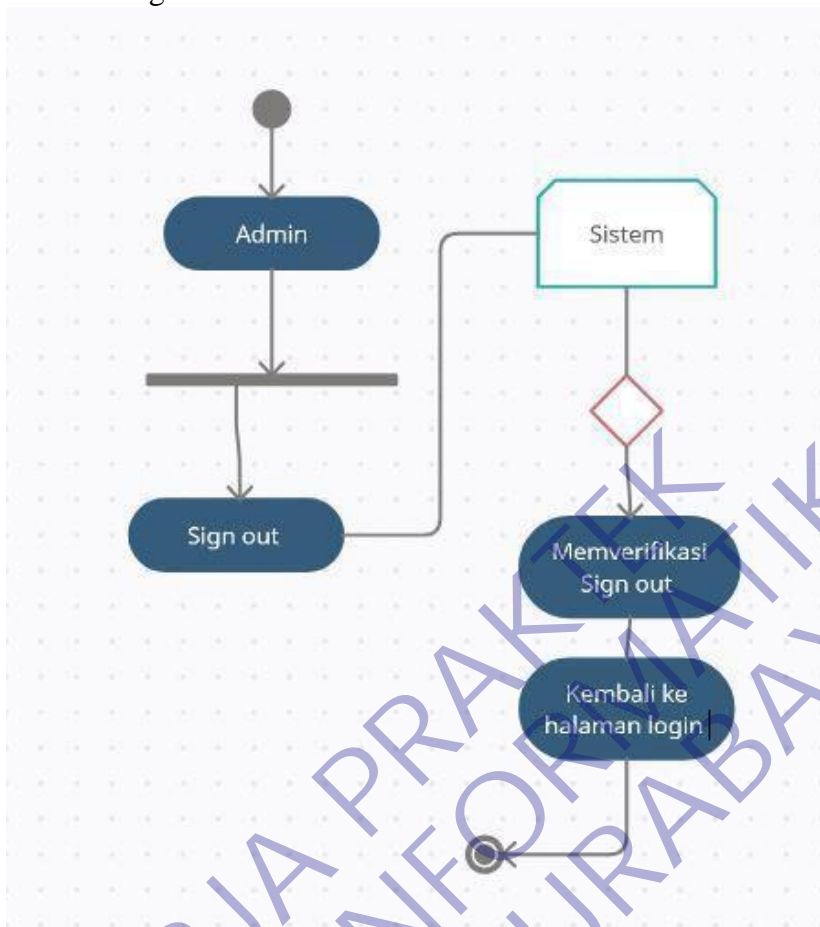 Admin
Sistem
Sign out
Memverifikasi
Sign out
Kembali ke
halaman login